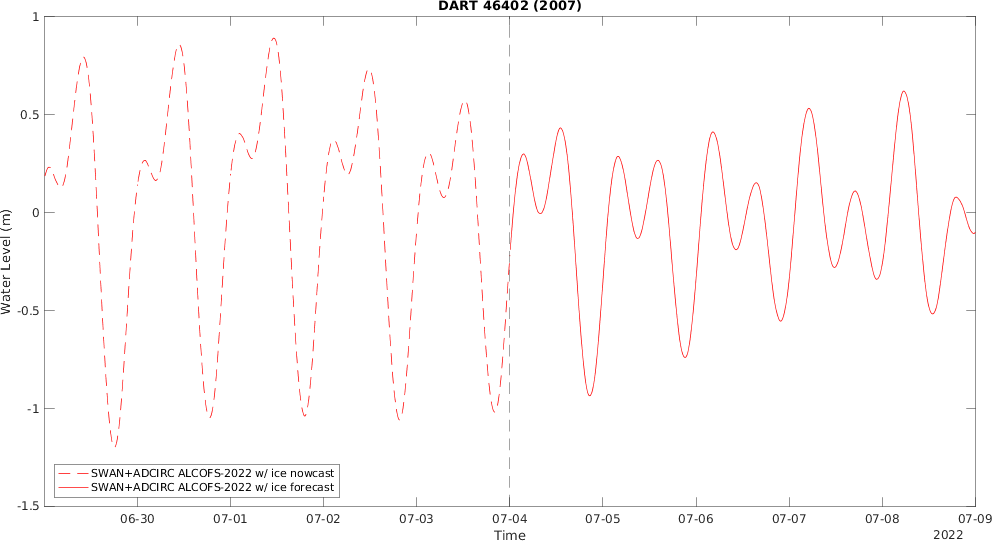 DART 46402 (2007)
1
0.5
0
-0.5
-1
-1.5
Water Level (m)
SWAN+ADCIRC ALCOFS-2022 w/ ice nowcast
SWAN+ADCIRC ALCOFS-2022 w/ ice forecast
06-30 07-01 07-02 07-03 07-04 07-05 07-06 07-07 07-08 07-09
Time
2022